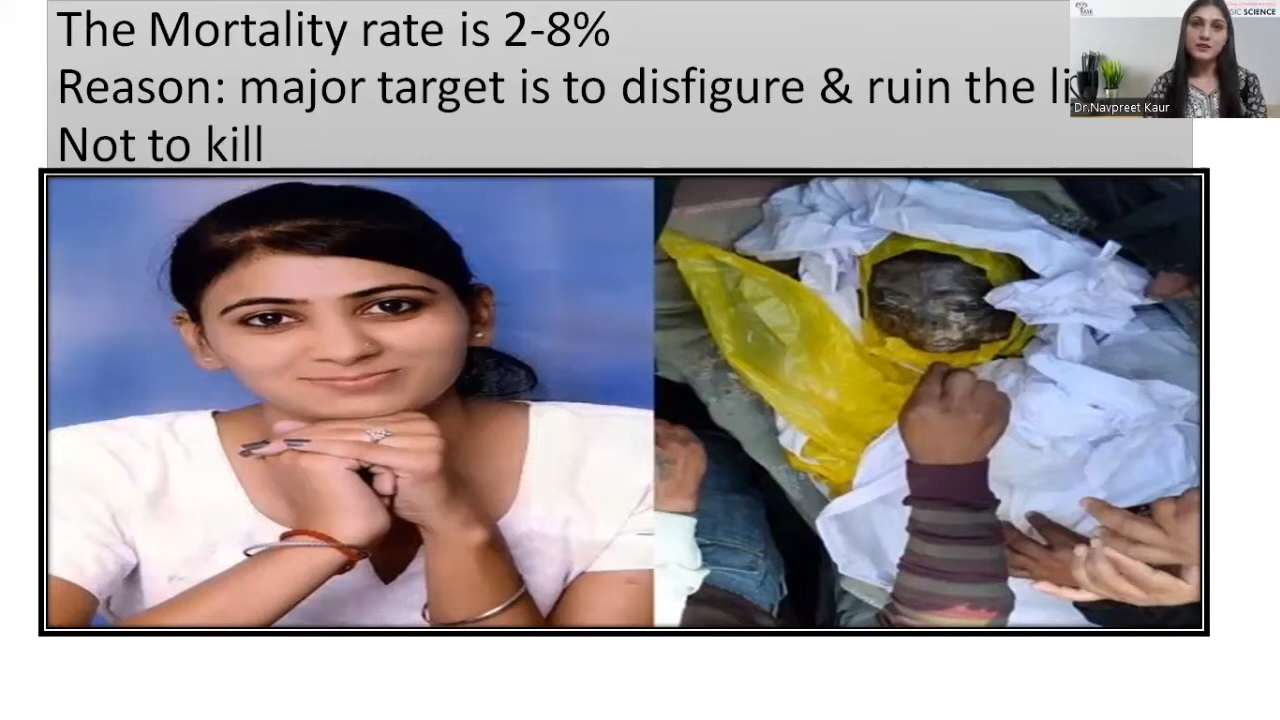 The Mortality rate is 2-8%
Reason: major target is to disfigure & ruin the
Not to kill
SIC SCIENCE
Dr.Navpreet Kaur